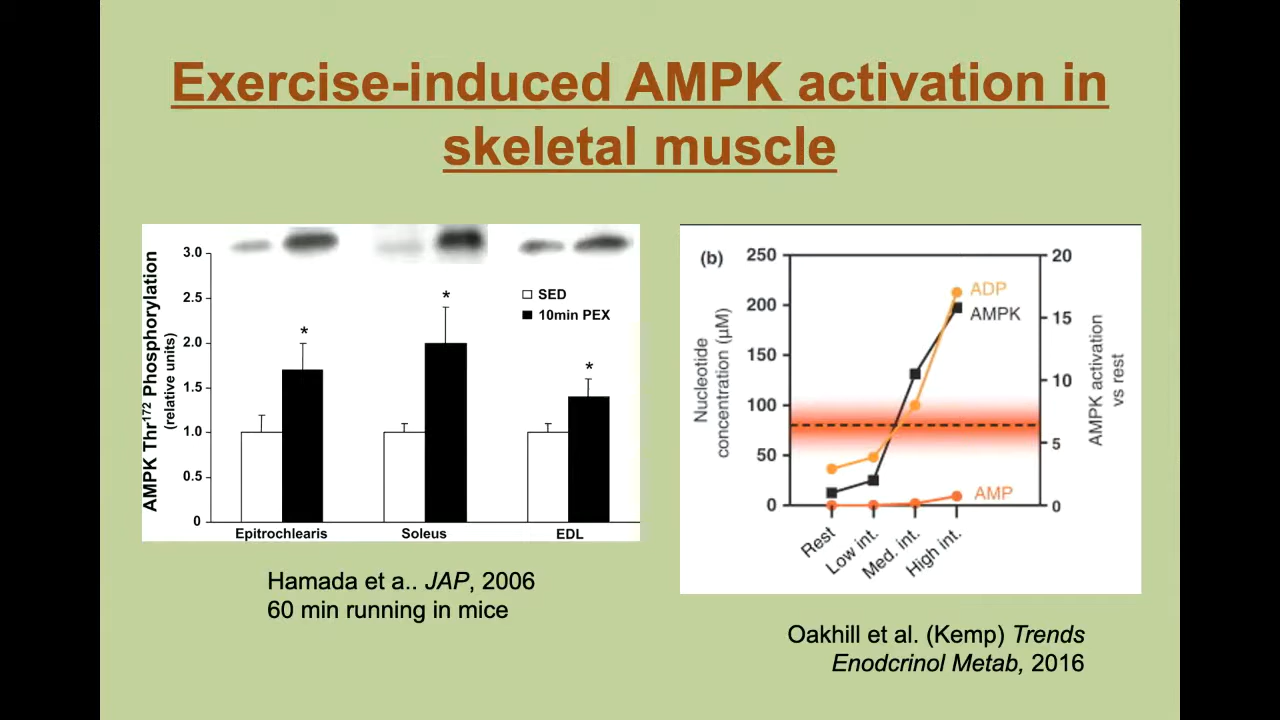 Exercise-induced AMPK activation in
skeletal muscle
AMPK Thr172 Phosphorylation
(relative units)
3.0
2.5
2.0
1.5
1.0
0.5
0
*
*
*
SED
10min PEX
Epitrochlearis
Soleus
EDL
Hamada et a.. JAP, 2006
60 min running in mice
(b)
Nucleotide
concentration (µM)
250
200
150
100
50
0
ADP
AMPK
AMP
20
15
10
5
0
AMPK activation
vs rest
Rest
Low int.
Med. int.
High int.
Oakhill et al. (Kemp) Trends
Enodcrinol Metab, 2016